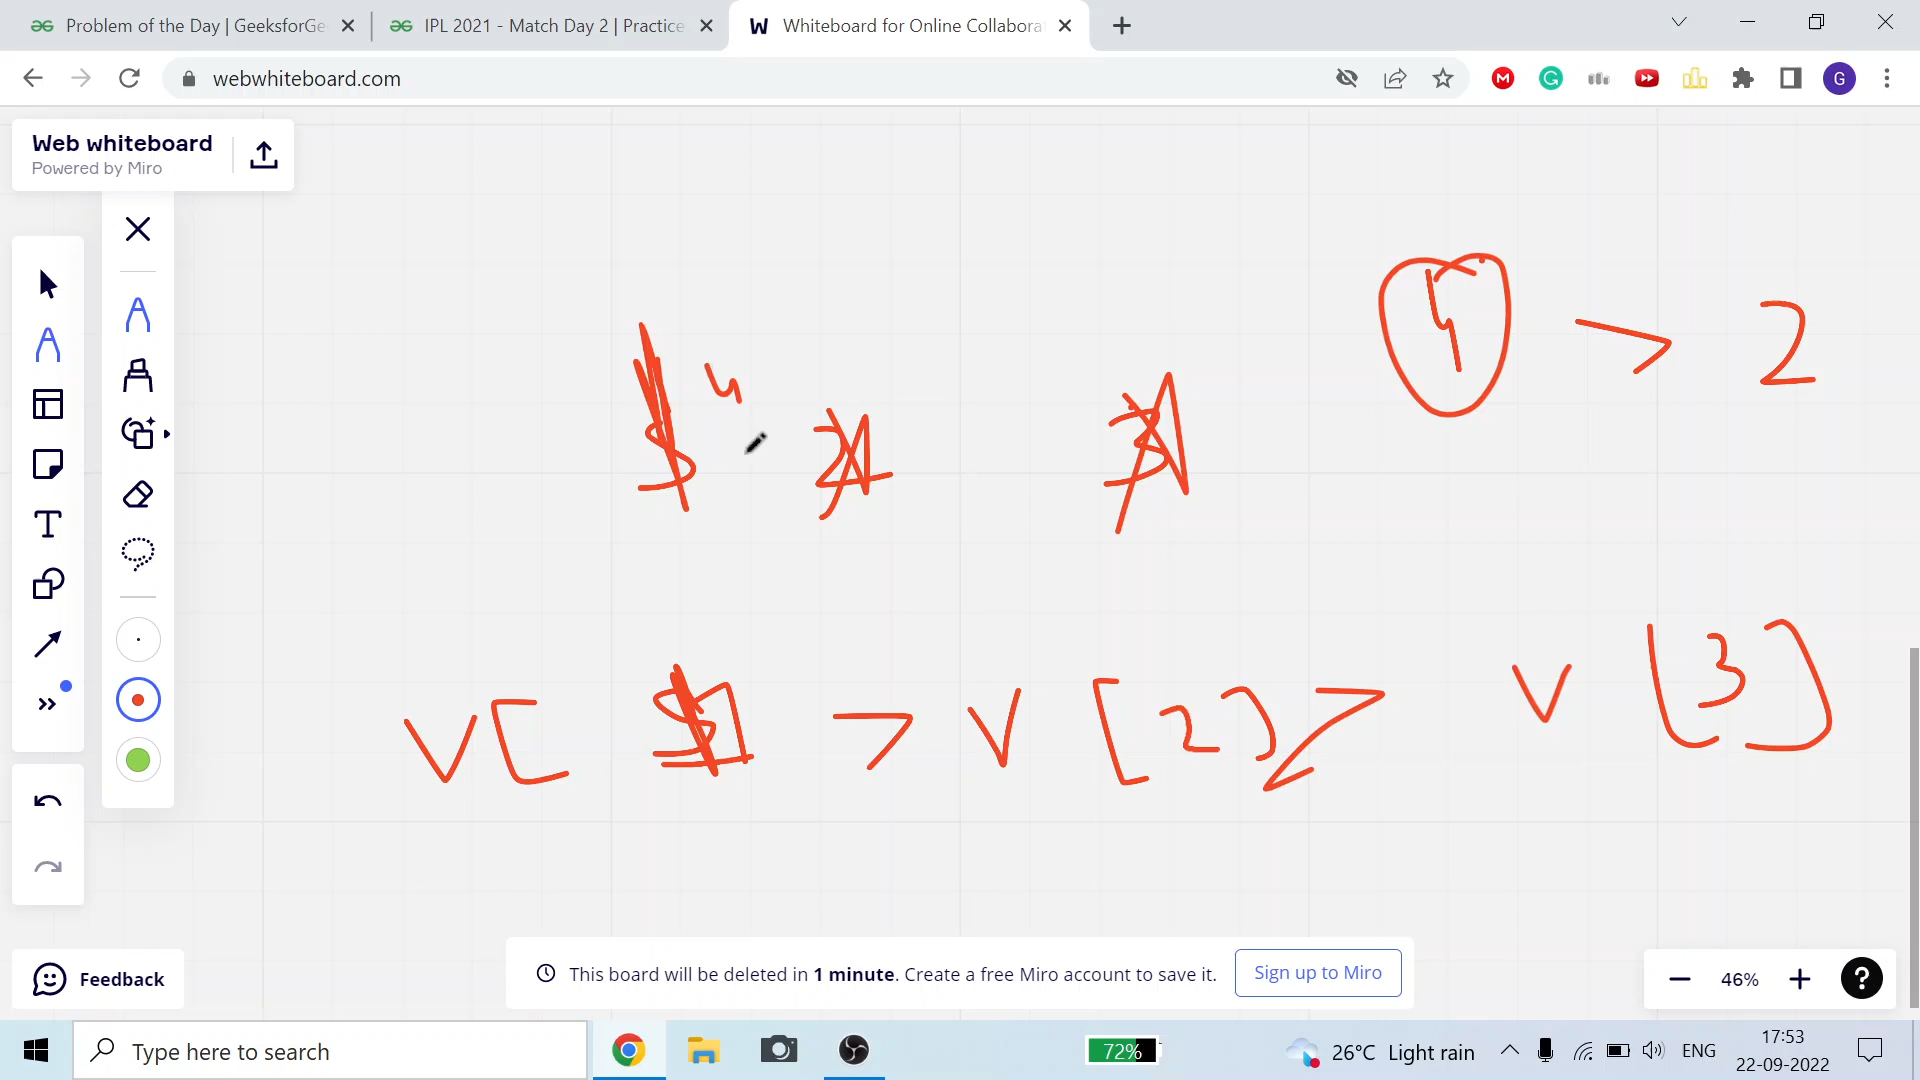 Problem of the Day | GeeksforGe
IPL 2021 - Match Day 2 | Practice
Whiteboard for Online Collabora
webwhiteboard.com
G
Web whiteboard
Powered by Miro
4 > 2
4
2
3
V [ ] > V [2] > V [3]
Feedback
This board will be deleted in 1 minute. Create a free Miro account to save it.
Sign up to Miro
46%
Type here to search
72%
26°C Light rain
ENG
17:53
22-09-2022